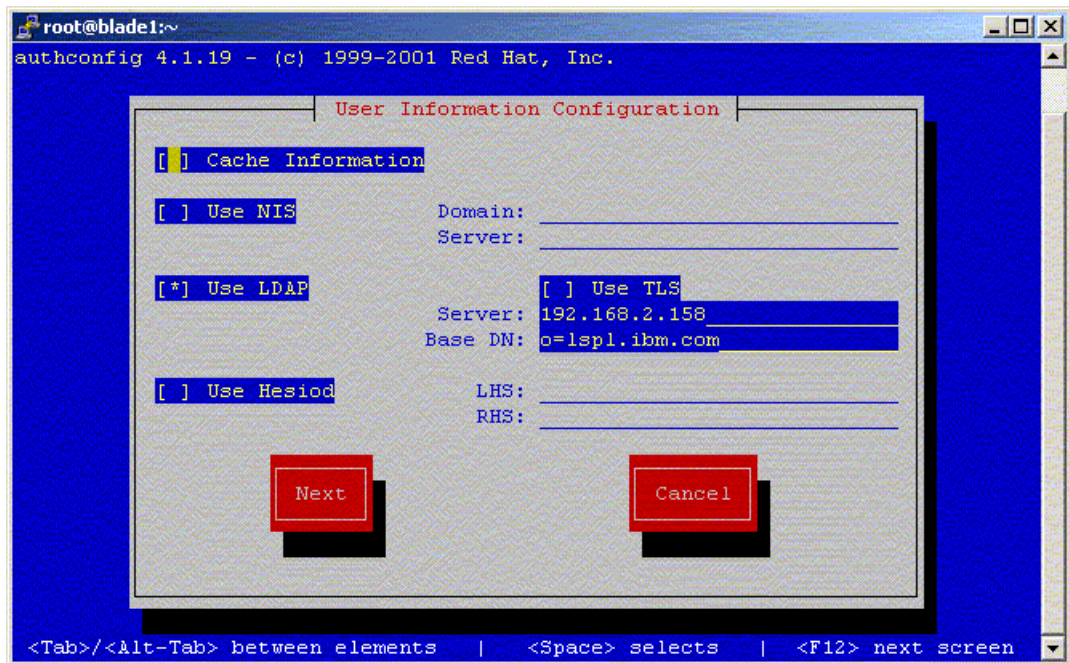 root@blade1:~
authconfig 4.1.19 - (c) 1999-2001 Red Hat, Inc.
User Information Configuration
[ ] Cache Information
[ ] Use NIS Domain:
Server:
[*] Use LDAP [ ] Use TLS
Server: 192.168.2.158
Base DN: o=lspl.ibm.com
[ ] Use Hesiod LHS:
RHS:
Next Cancel
<Tab>/<Alt-Tab> between elements | <Space> selects | <F12> next screen